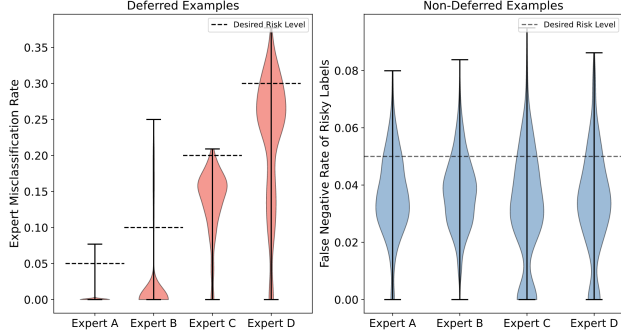 Deferred Examples
Desired Risk Level
Expert Misclassification Rate
0.35
0.30
0.25
0.20
0.15
0.10
0.05
0.00
Expert A Expert B Expert C Expert D
Non-Deferred Examples
Desired Risk Level
False Negative Rate of Risky Labels
0.08
0.06
0.04
0.02
0.00
Expert A Expert B Expert C Expert D